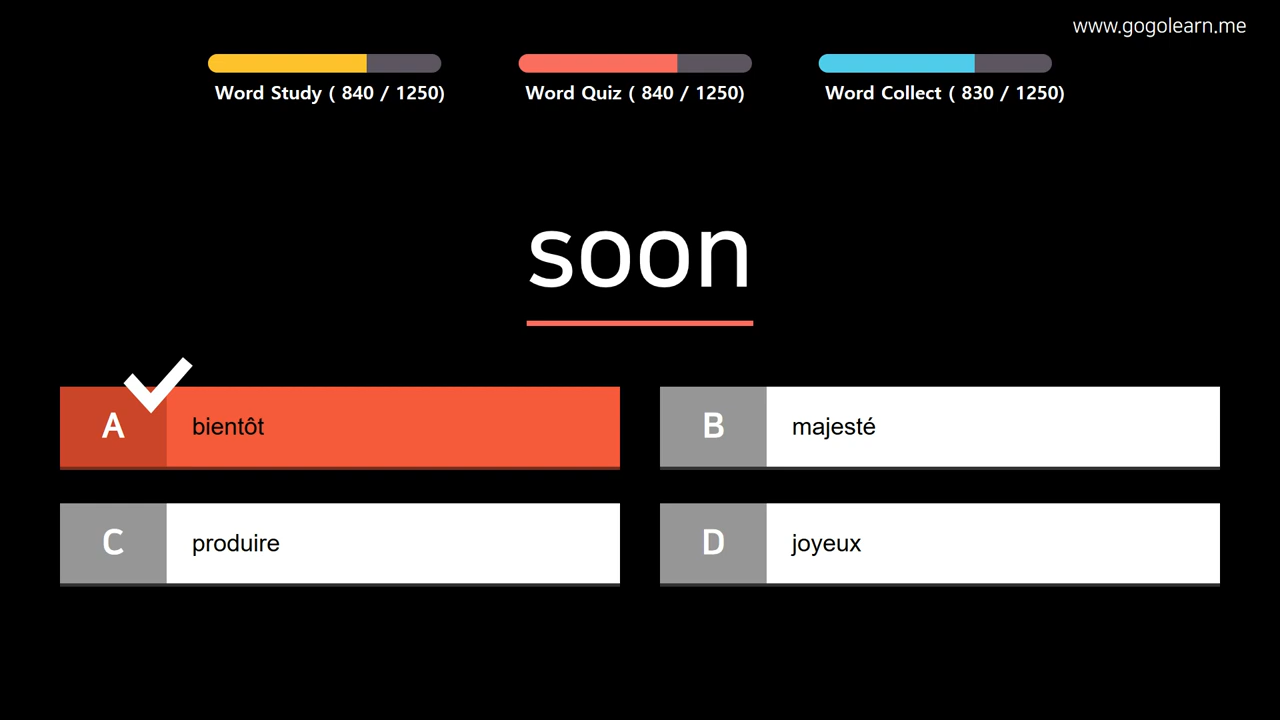 www.gogolearn.me
Word Study ( 840 / 1250)
Word Quiz ( 840 / 1250)
Word Collect ( 830 / 1250)
soon
A bientôt
B majesté
C produire
D joyeux